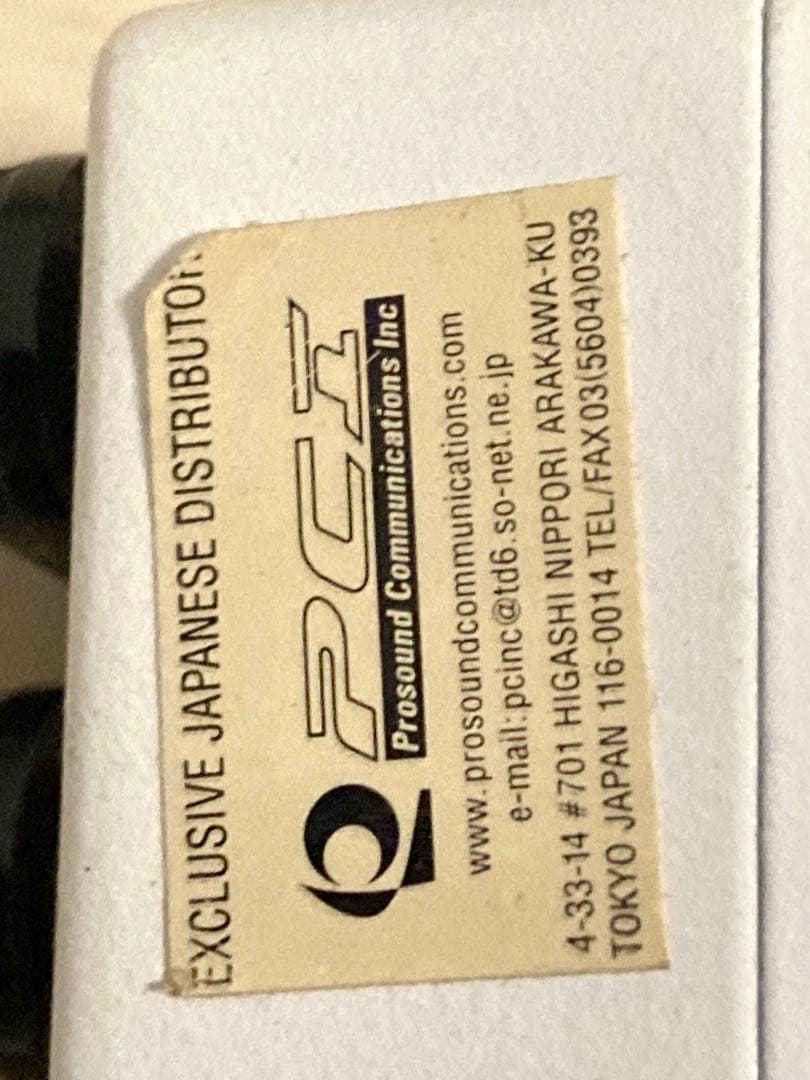 EXCLUSIVE JAPANESE DISTRIBUTOR
PCI
Prosound Communications Inc
www.prosoundcommunications.com
e-mail:pcinc@td6.so-net.ne.jp
4-33-14 #701 HIGASHI NIPPORI ARAKAWA-KU
TOKYO JAPAN 116-0014 TEL/FAX03(5604)0393